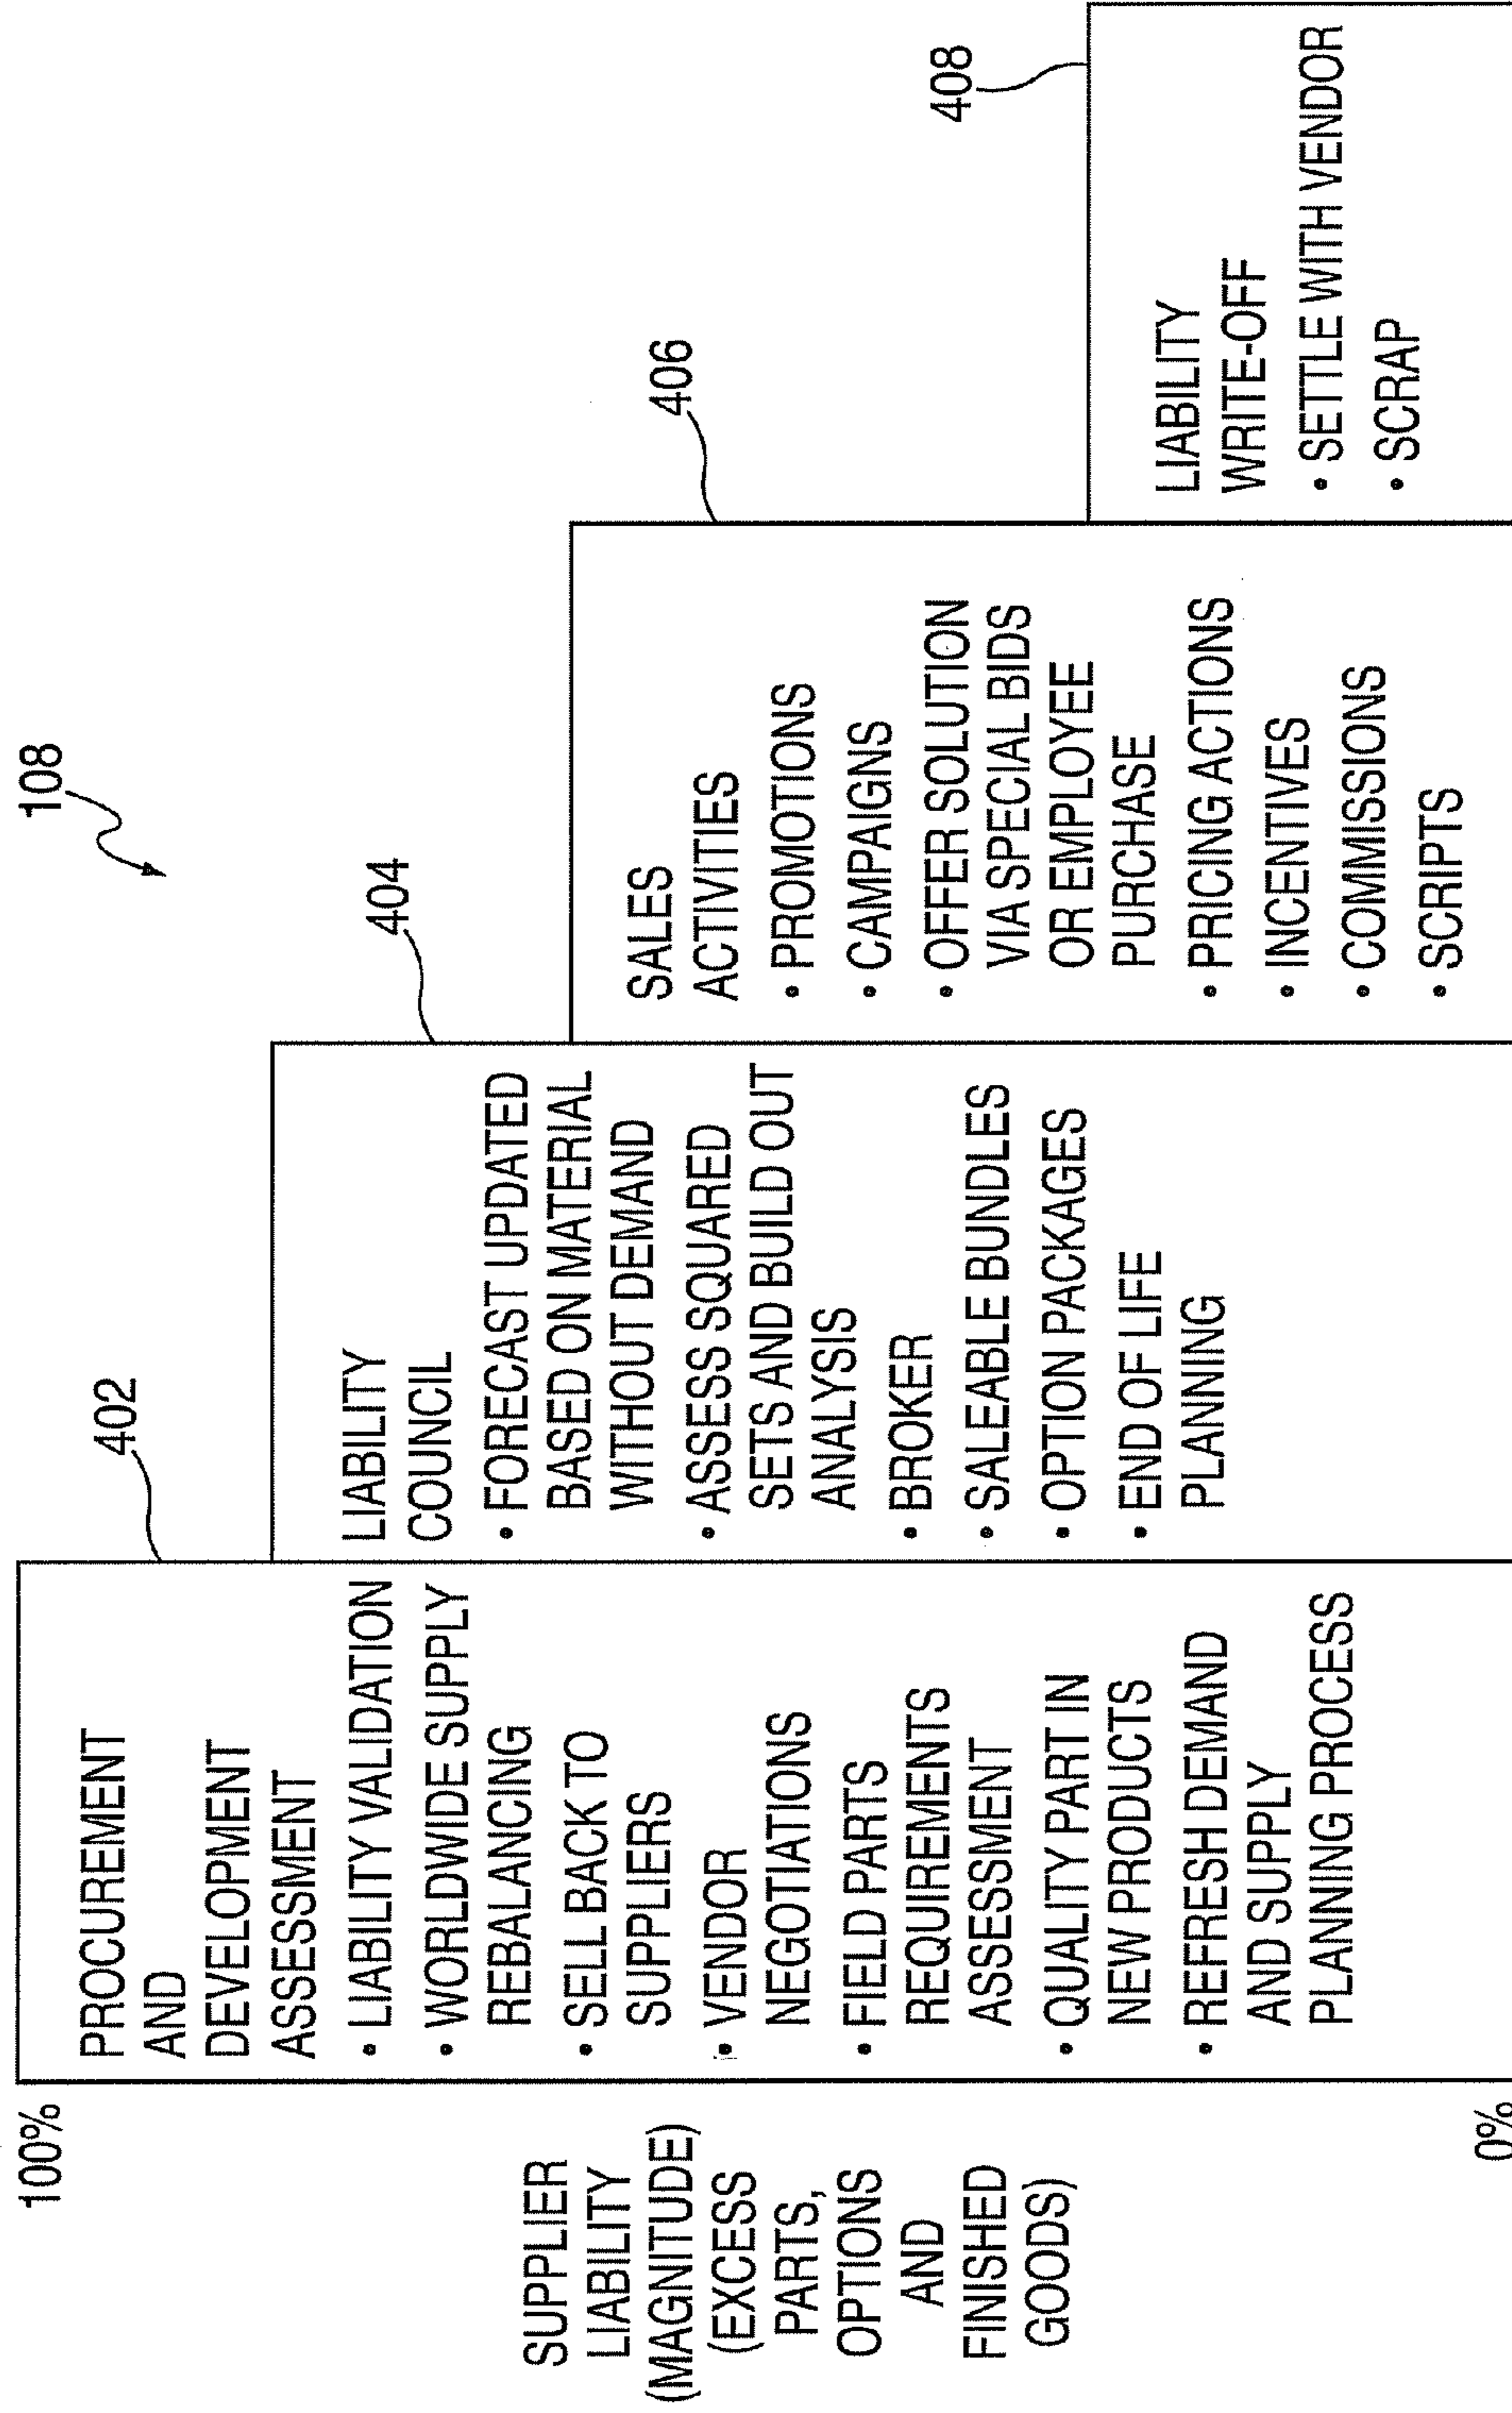 108
100%
SUPPLIER
LIABILITY
(MAGNITUDE)
(EXCESS
PARTS,
OPTIONS
AND
FINISHED
GOODS)
0%
402
PROCUREMENT
AND
DEVELOPMENT
ASSESSMENT
• LIABILITY VALIDATION
• WORLDWIDE SUPPLY
REBALANCING
• SELL BACK TO
SUPPLIERS
• VENDOR
NEGOTIATIONS
• FIELD PARTS
REQUIREMENTS
ASSESSMENT
• QUALITY PART IN
NEW PRODUCTS
• REFRESH DEMAND
AND SUPPLY
PLANNING PROCESS
404
LIABILITY
COUNCIL
• FORECAST UPDATED
BASED ON MATERIAL
WITHOUT DEMAND
• ASSESS SQUARED
SETS AND BUILD OUT
ANALYSIS
• BROKER
• SALEABLE BUNDLES
• OPTION PACKAGES
• END OF LIFE
PLANNING
406
SALES
ACTIVITIES
• PROMOTIONS
• CAMPAIGNS
• OFFER SOLUTION
VIA SPECIAL BIDS
OR EMPLOYEE
PURCHASE
• PRICING ACTIONS
• INCENTIVES
• COMMISSIONS
• SCRIPTS
408
LIABILITY
WRITE-OFF
• SETTLE WITH VENDOR
• SCRAP